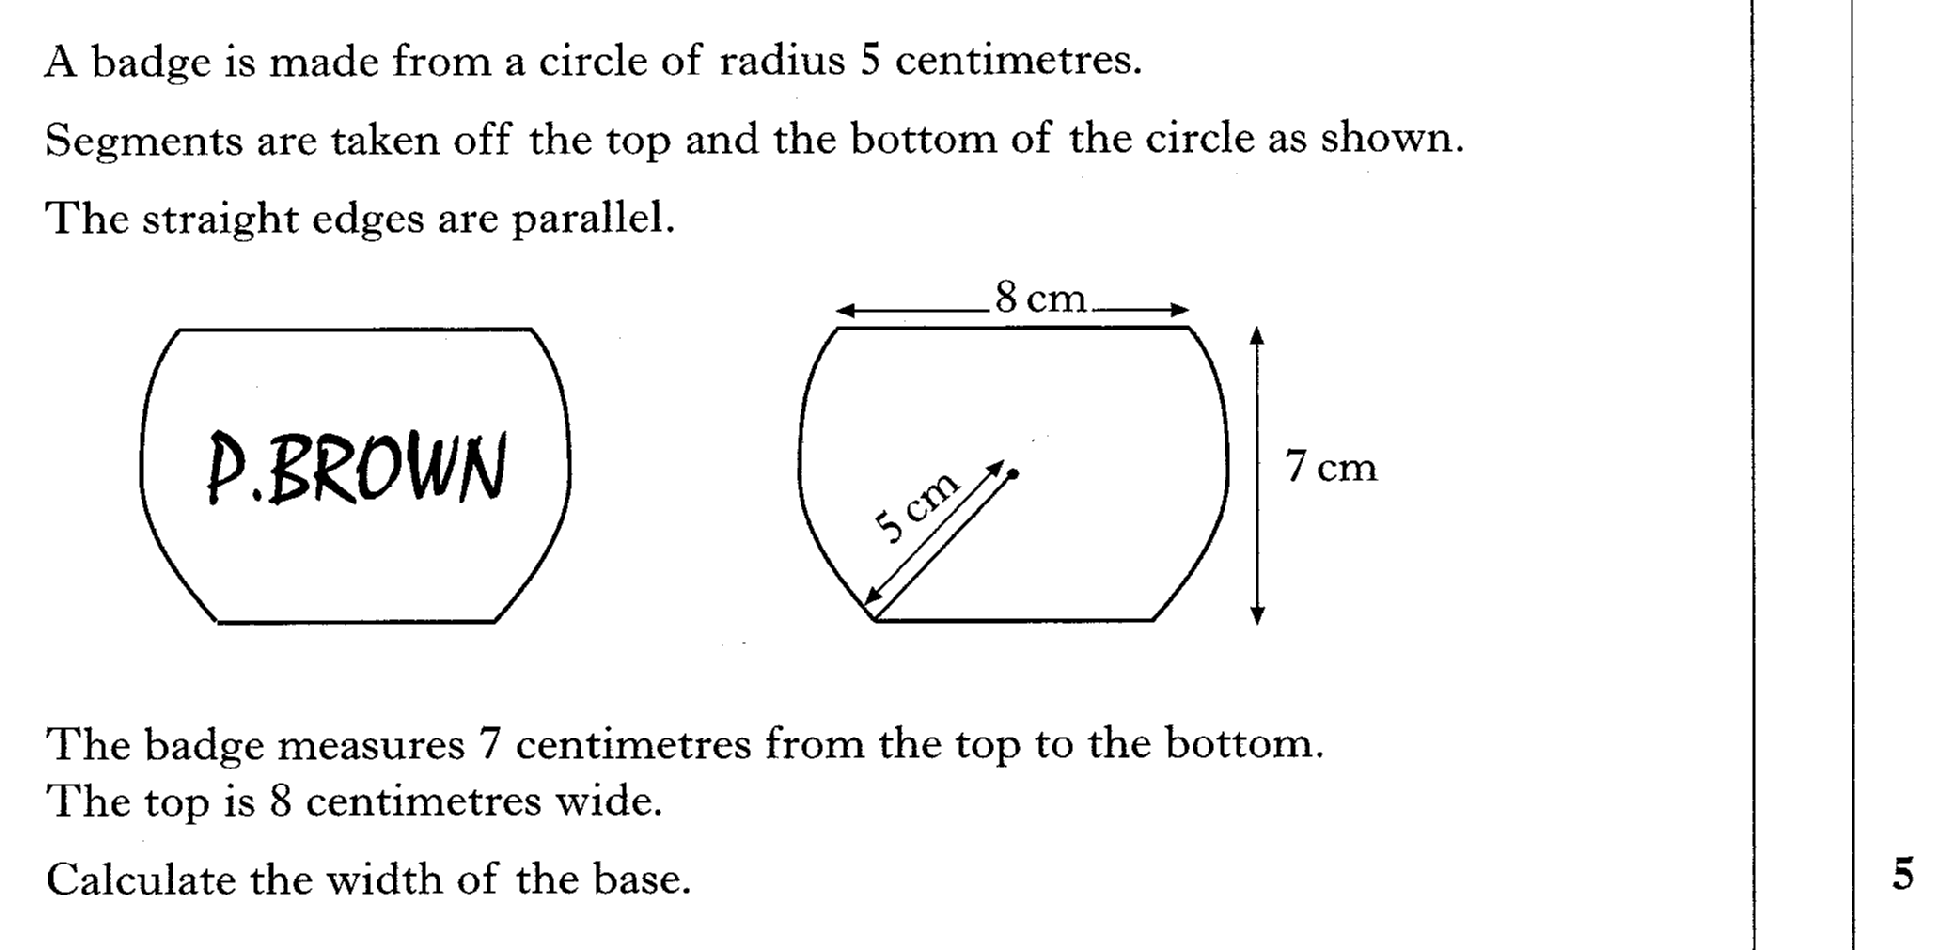 A badge is made from a circle of radius 5 centimetres.
Segments are taken off the top and the bottom of the circle as shown.
The straight edges are parallel.
8 cm
P.BROWN
5 cm
7 cm
The badge measures 7 centimetres from the top to the bottom.
The top is 8 centimetres wide.
Calculate the width of the base.
5